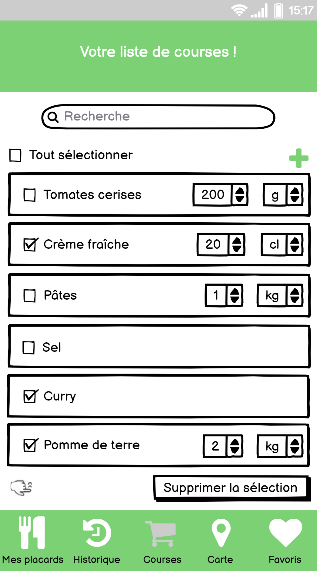 15:17
Votre liste de courses !
Recherche
Tout sélectionner
Tomates cerises 200 g
Crème fraîche 20 cl
Pâtes 1 kg
Sel
Curry
Pomme de terre 2 kg
Supprimer la sélection
Mes placards Historique Courses Carte Favoris